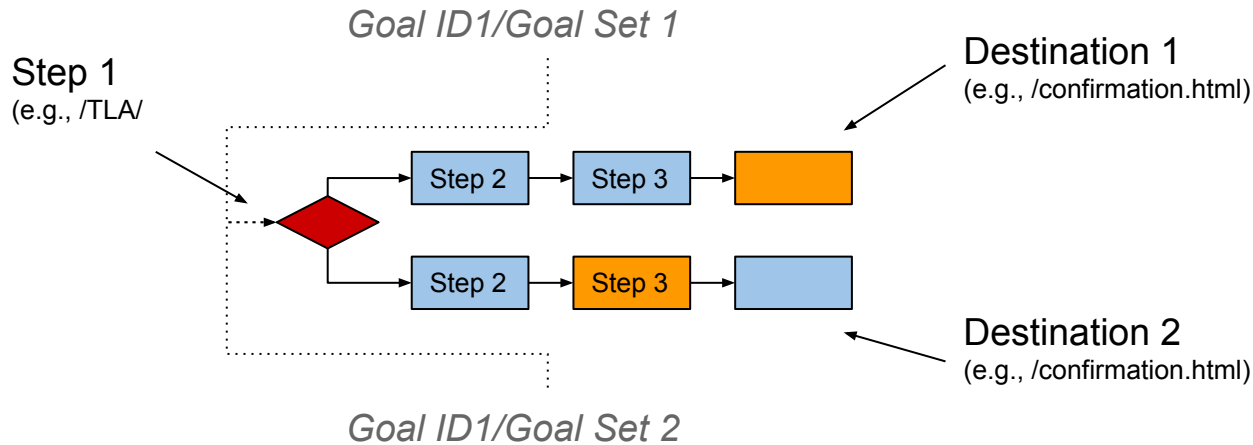 Goal ID1/Goal Set 1
Step 1
(e.g., /TLA/
Destination 1
(e.g., /confirmation.html)
Step 2
Step 3
Step 2
Step 3
Destination 2
(e.g., /confirmation.html)
Goal ID1/Goal Set 2